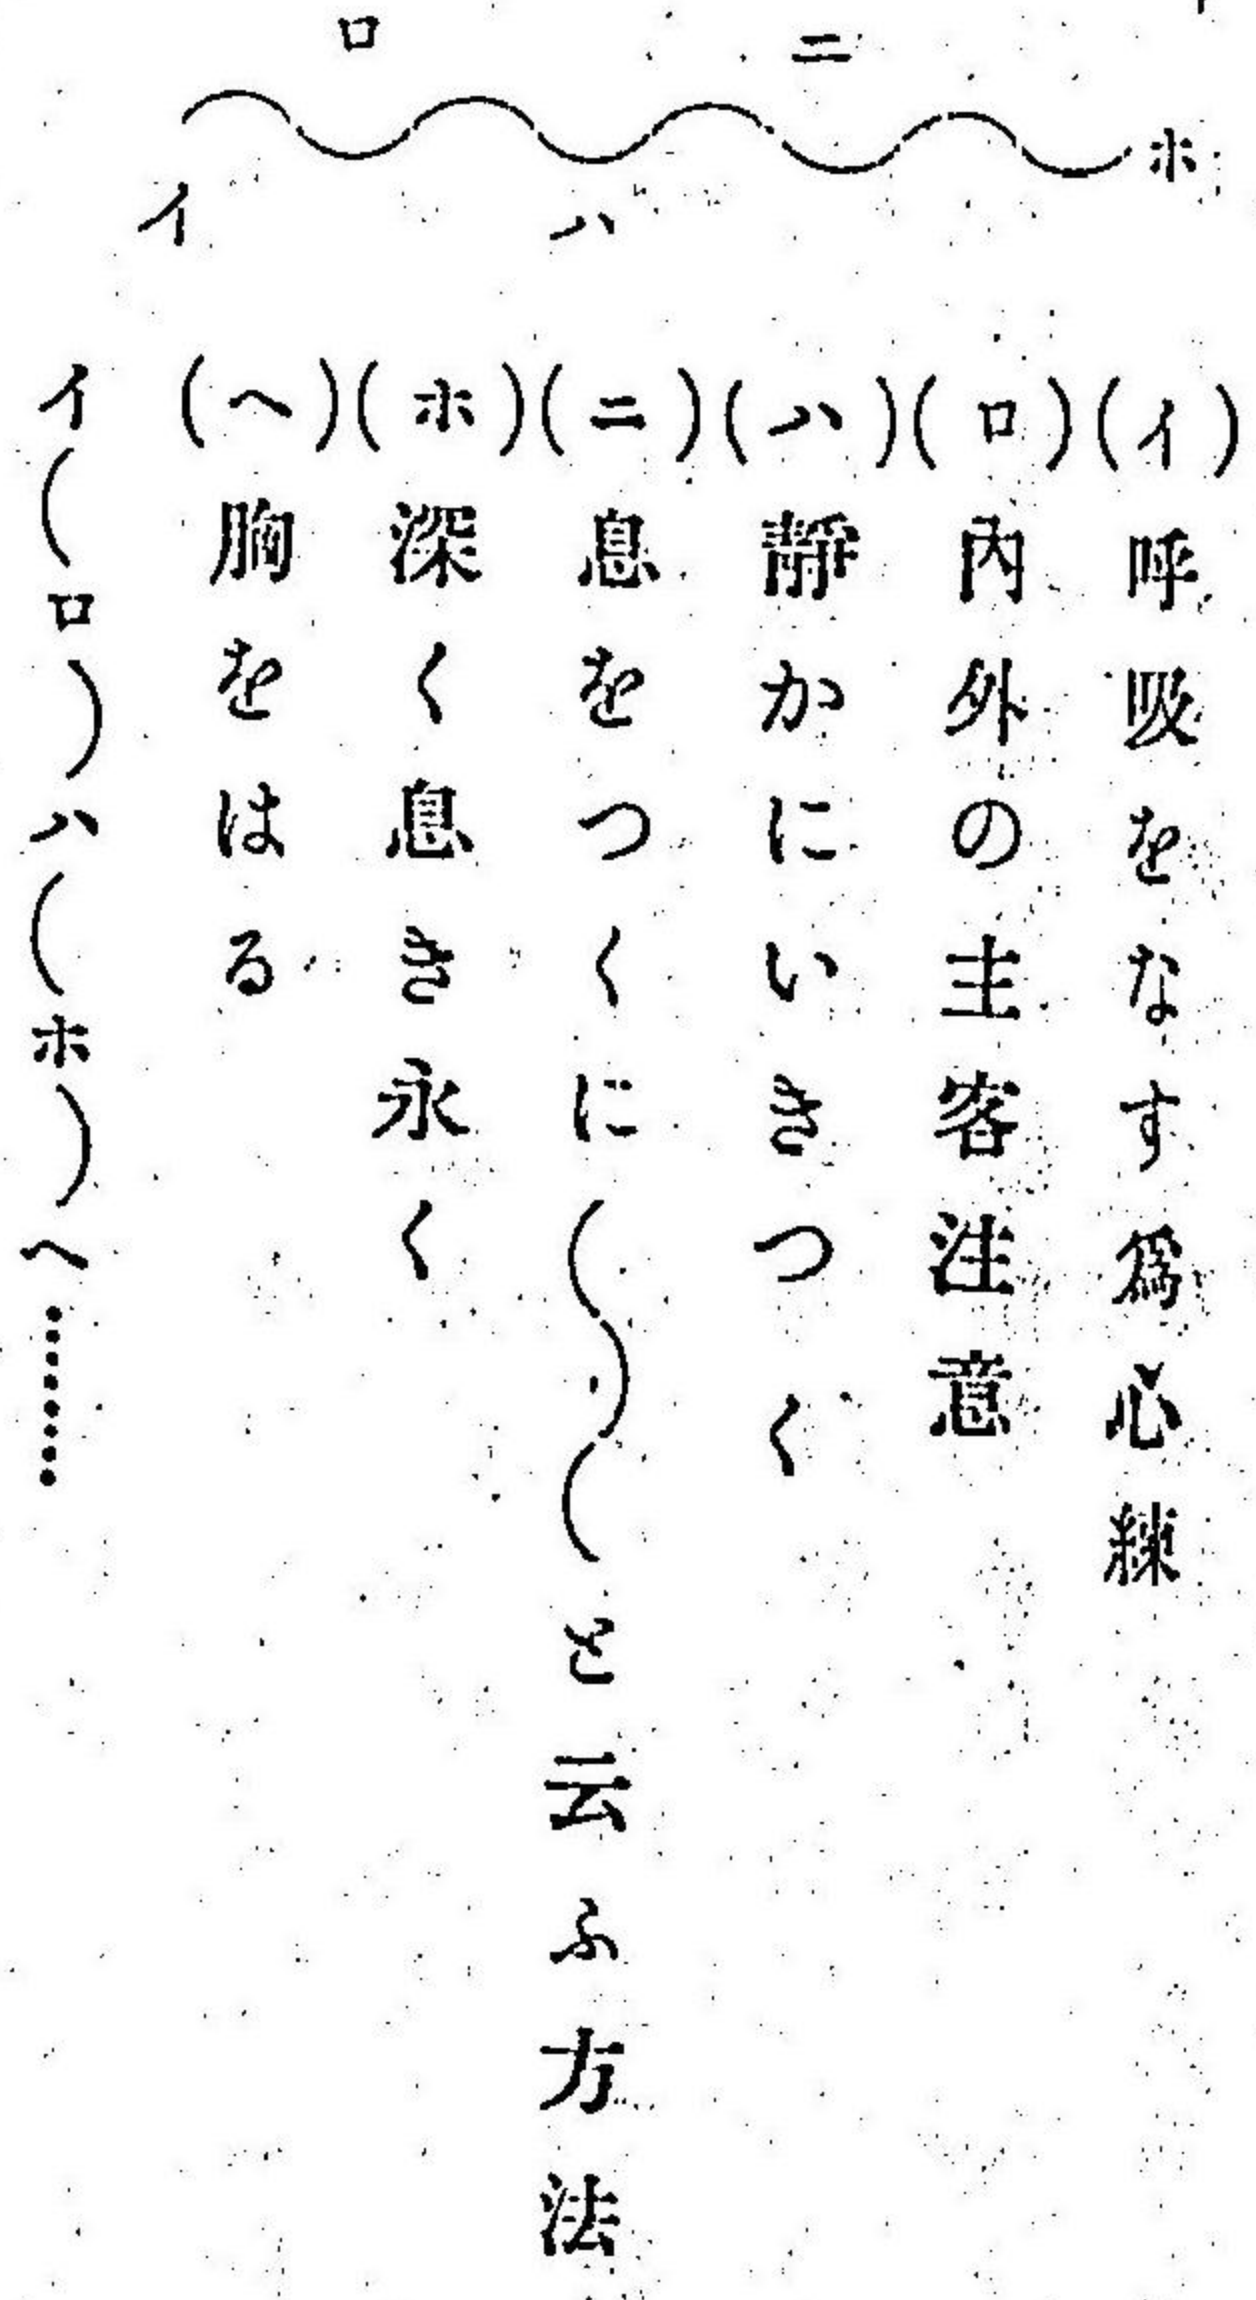 ロ ニ
ホ
イ ハ
(イ)呼吸をなす爲心練
(ロ)內外の主客注意
(ハ)靜かにいきつく
(ニ)息をつくに()(と云ふ方法
(ホ)深く息き永く
(ヘ)胸をはる
イ(ロ)ハ(ホ)ヘ………